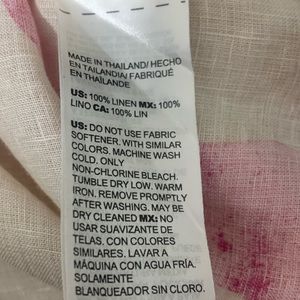 MADE IN THAILAND/ HECHO
EN TAILANDIA/ FABRIQUÉ
EN THAÏLANDE
US: 100% LINEN MX: 100%
LINO CA: 100% LIN
US: DO NOT USE FABRIC
SOFTENER. WITH SIMILAR
COLORS. MACHINE WASH
COLD. ONLY
NON-CHLORINE BLEACH.
TUMBLE DRY LOW. WARM
IRON. REMOVE PROMPTLY
AFTER WASHING. MAY BE
DRY CLEANED MX: NO
USAR SUAVIZANTE DE
TELAS. CON COLORES
SIMILARES. LAVAR A
MÁQUINA CON AGUA FRÍA.
SOLAMENTE
BLANQUEADOR SIN CLORO.